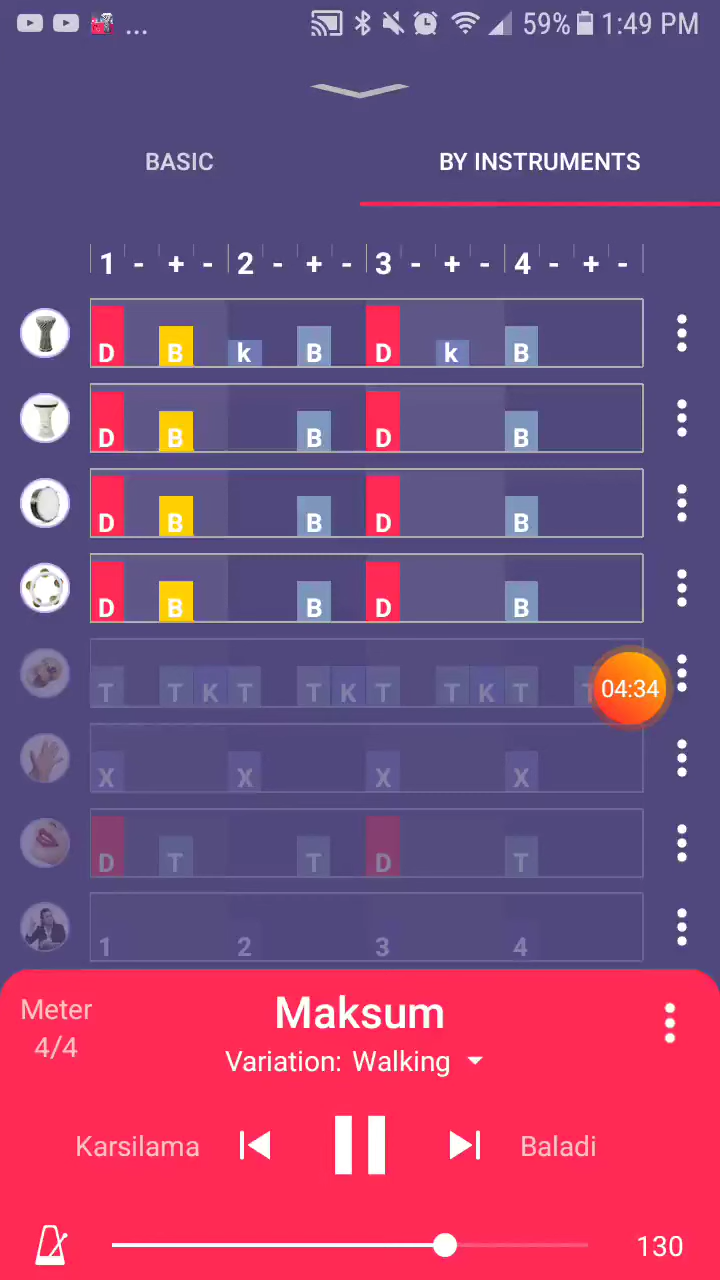 ... 59% 1:49 PM
BASIC BY INSTRUMENTS
1 - + - 2 - + - 3 - + - 4 - + -
D B k B D k B
D B B D B
D B B D B
D B B D B
T T K T T K T T K T T
04:34
X X X X
D T T D T
1 2 3 4
Meter
4/4
Maksum
Variation: Walking
Karsilama Baladi
130